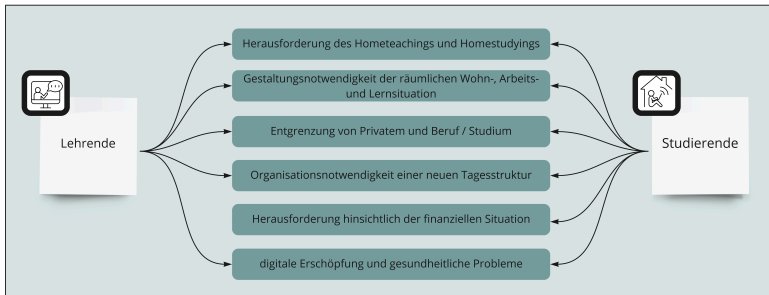 Herausforderung des Hometeachings und Homestudyings
Gestaltungsnotwendigkeit der räumlichen Wohn-, Arbeits-
und Lernsituation
Lehrende
Entgrenzung von Privatem und Beruf / Studium
Studierende
Organisationsnotwendigkeit einer neuen Tagesstruktur
Herausforderung hinsichtlich der finanziellen Situation
digitale Erschöpfung und gesundheitliche Probleme